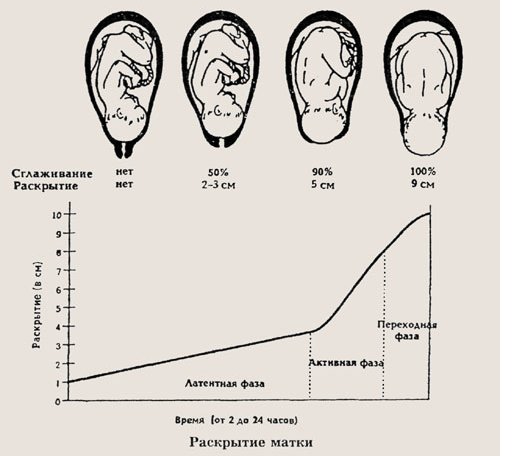 Сглаживание нет 50% 90% 100%
Раскрытие нет 2-3 см 5 см 9 см
Раскрытие (в см)
10
9
8
7
6
5
4
3
2
1
0
Переходная
фаза
Активная фаза
Латентная фаза
Время (от 2 до 24 часов)
Раскрытие матки